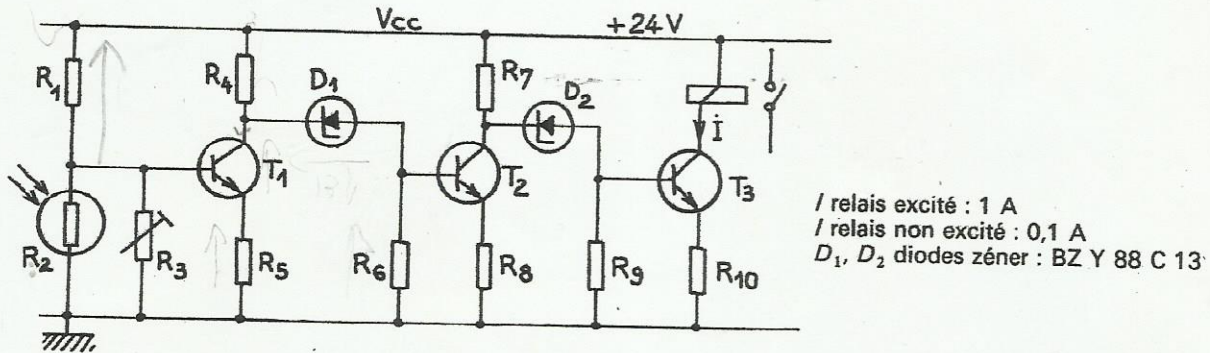 Vcc +24V
R1 R4 D1 R7 D2
İ
T1 T2 T3
R2 R3 R5 R6 R8 R9 R10
I relais excité : 1 A
I relais non excité : 0,1 A
D1, D2 diodes zéner : BZ Y 88 C 13